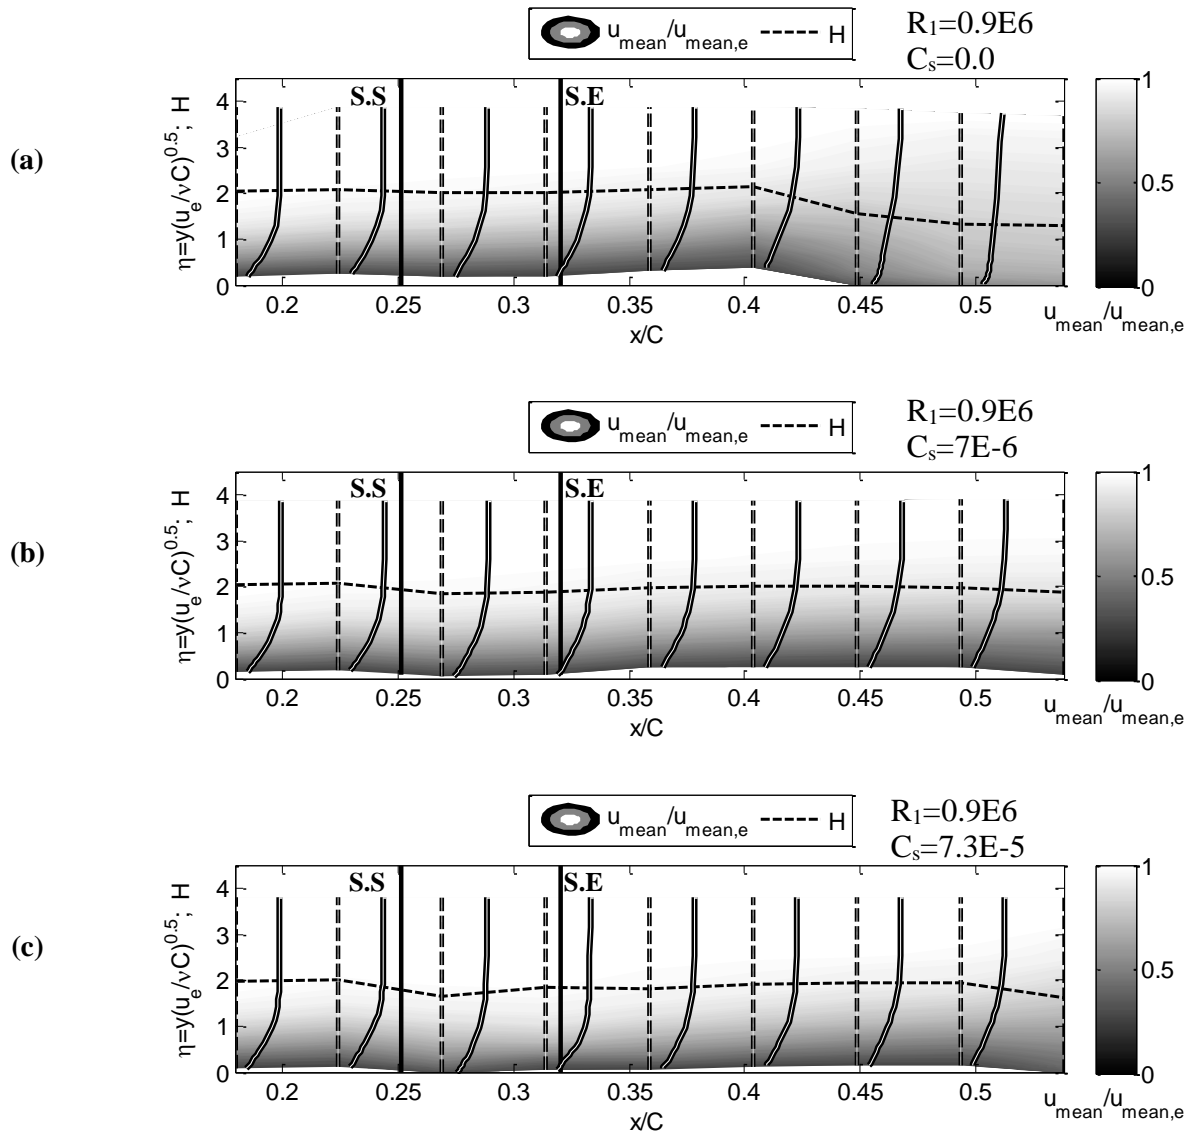 u_mean/u_mean,e H
R₁=0.9E6
Cₛ=0.0
(a)
S.S S.E
η=y(u_e/νC)^0.5; H
4
3
2
1
0
0.2 0.25 0.3 0.35 0.4 0.45 0.5
x/C
1
0.5
0
u_mean/u_mean,e
u_mean/u_mean,e H
R₁=0.9E6
Cₛ=7E-6
(b)
S.S S.E
η=y(u_e/νC)^0.5; H
4
3
2
1
0
0.2 0.25 0.3 0.35 0.4 0.45 0.5
x/C
1
0.5
0
u_mean/u_mean,e
u_mean/u_mean,e H
R₁=0.9E6
Cₛ=7.3E-5
(c)
S.S S.E
η=y(u_e/νC)^0.5; H
4
3
2
1
0
0.2 0.25 0.3 0.35 0.4 0.45 0.5
x/C
1
0.5
0
u_mean/u_mean,e